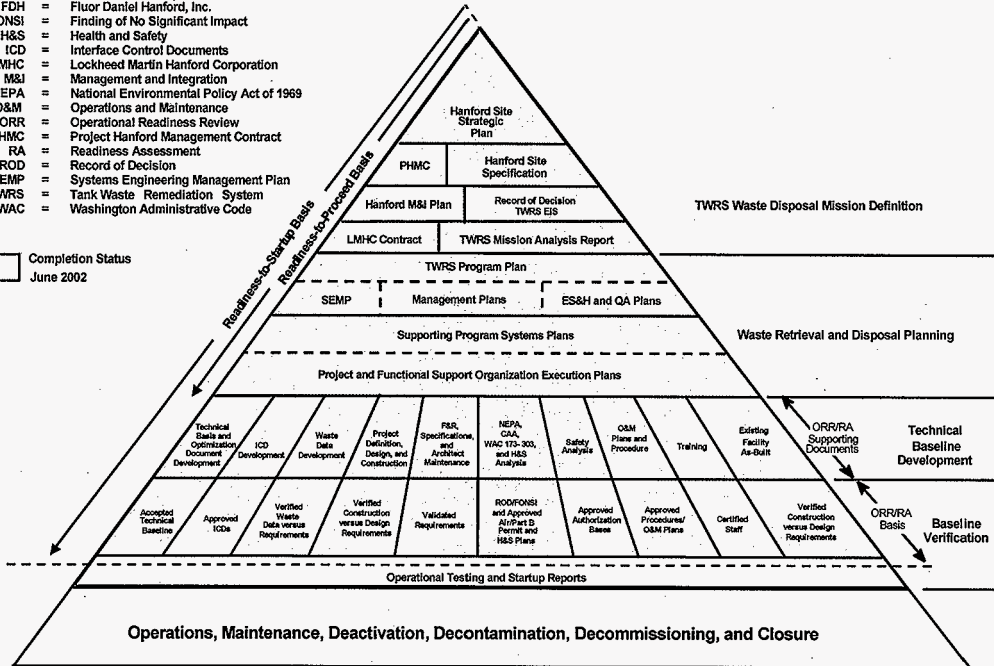 FDH = Fluor Daniel Hanford, Inc.
ONSI = Finding of No Significant Impact
H&S = Health and Safety
ICD = Interface Control Documents
MHC = Lockheed Martin Hanford Corporation
M&I = Management and Integration
EPA = National Environmental Policy Act of 1969
O&M = Operations and Maintenance
ORR = Operational Readiness Review
HMC = Project Hanford Management Contract
RA = Readiness Assessment
ROD = Record of Decision
EMP = Systems Engineering Management Plan
WRS = Tank Waste Remediation System
WAC = Washington Administrative Code
Completion Status
June 2002
Readiness-to-Startup Basis
Readiness-to-Proceed Basis
Hanford Site
Strategic
Plan
PHMC
Hanford Site
Specification
Hanford M&I Plan
Record of Decision
TWRS EIS
LMHC Contract
TWRS Mission Analysis Report
TWRS Waste Disposal Mission Definition
TWRS Program Plan
SEMP
Management Plans
ES&H and QA Plans
Supporting Program Systems Plans
Project and Functional Support Organization Execution Plans
Waste Retrieval and Disposal Planning
Technical
Basis and
Optimization
Document
Development
ICD
Development
Waste
Data
Development
Project
Definition,
Design, and
Construction
F&R,
Specifications,
and
Architect
Maintenance
NEPA,
CAA,
WAC 173-303,
and H&S
Analysis
Safety
Analysis
O&M
Plans and
Procedure
Training
Existing
Facility
As-Built
ORR/RA
Supporting
Documents
Technical
Baseline
Development
Accepted
Technical
Baseline
Approved
ICDs
Verified
Waste
Data versus
Requirements
Verified
Construction
versus Design
Requirements
Validated
Requirements
ROD/FONSI
and Approved
Air/Part B
Permit and
H&S Plans
Approved
Authorization
Bases
Approved
Procedures/
O&M Plans
Certified
Staff
Verified
Construction
versus Design
Requirements
ORR/RA
Basis
Baseline
Verification
Operational Testing and Startup Reports
Operations, Maintenance, Deactivation, Decontamination, Decommissioning, and Closure